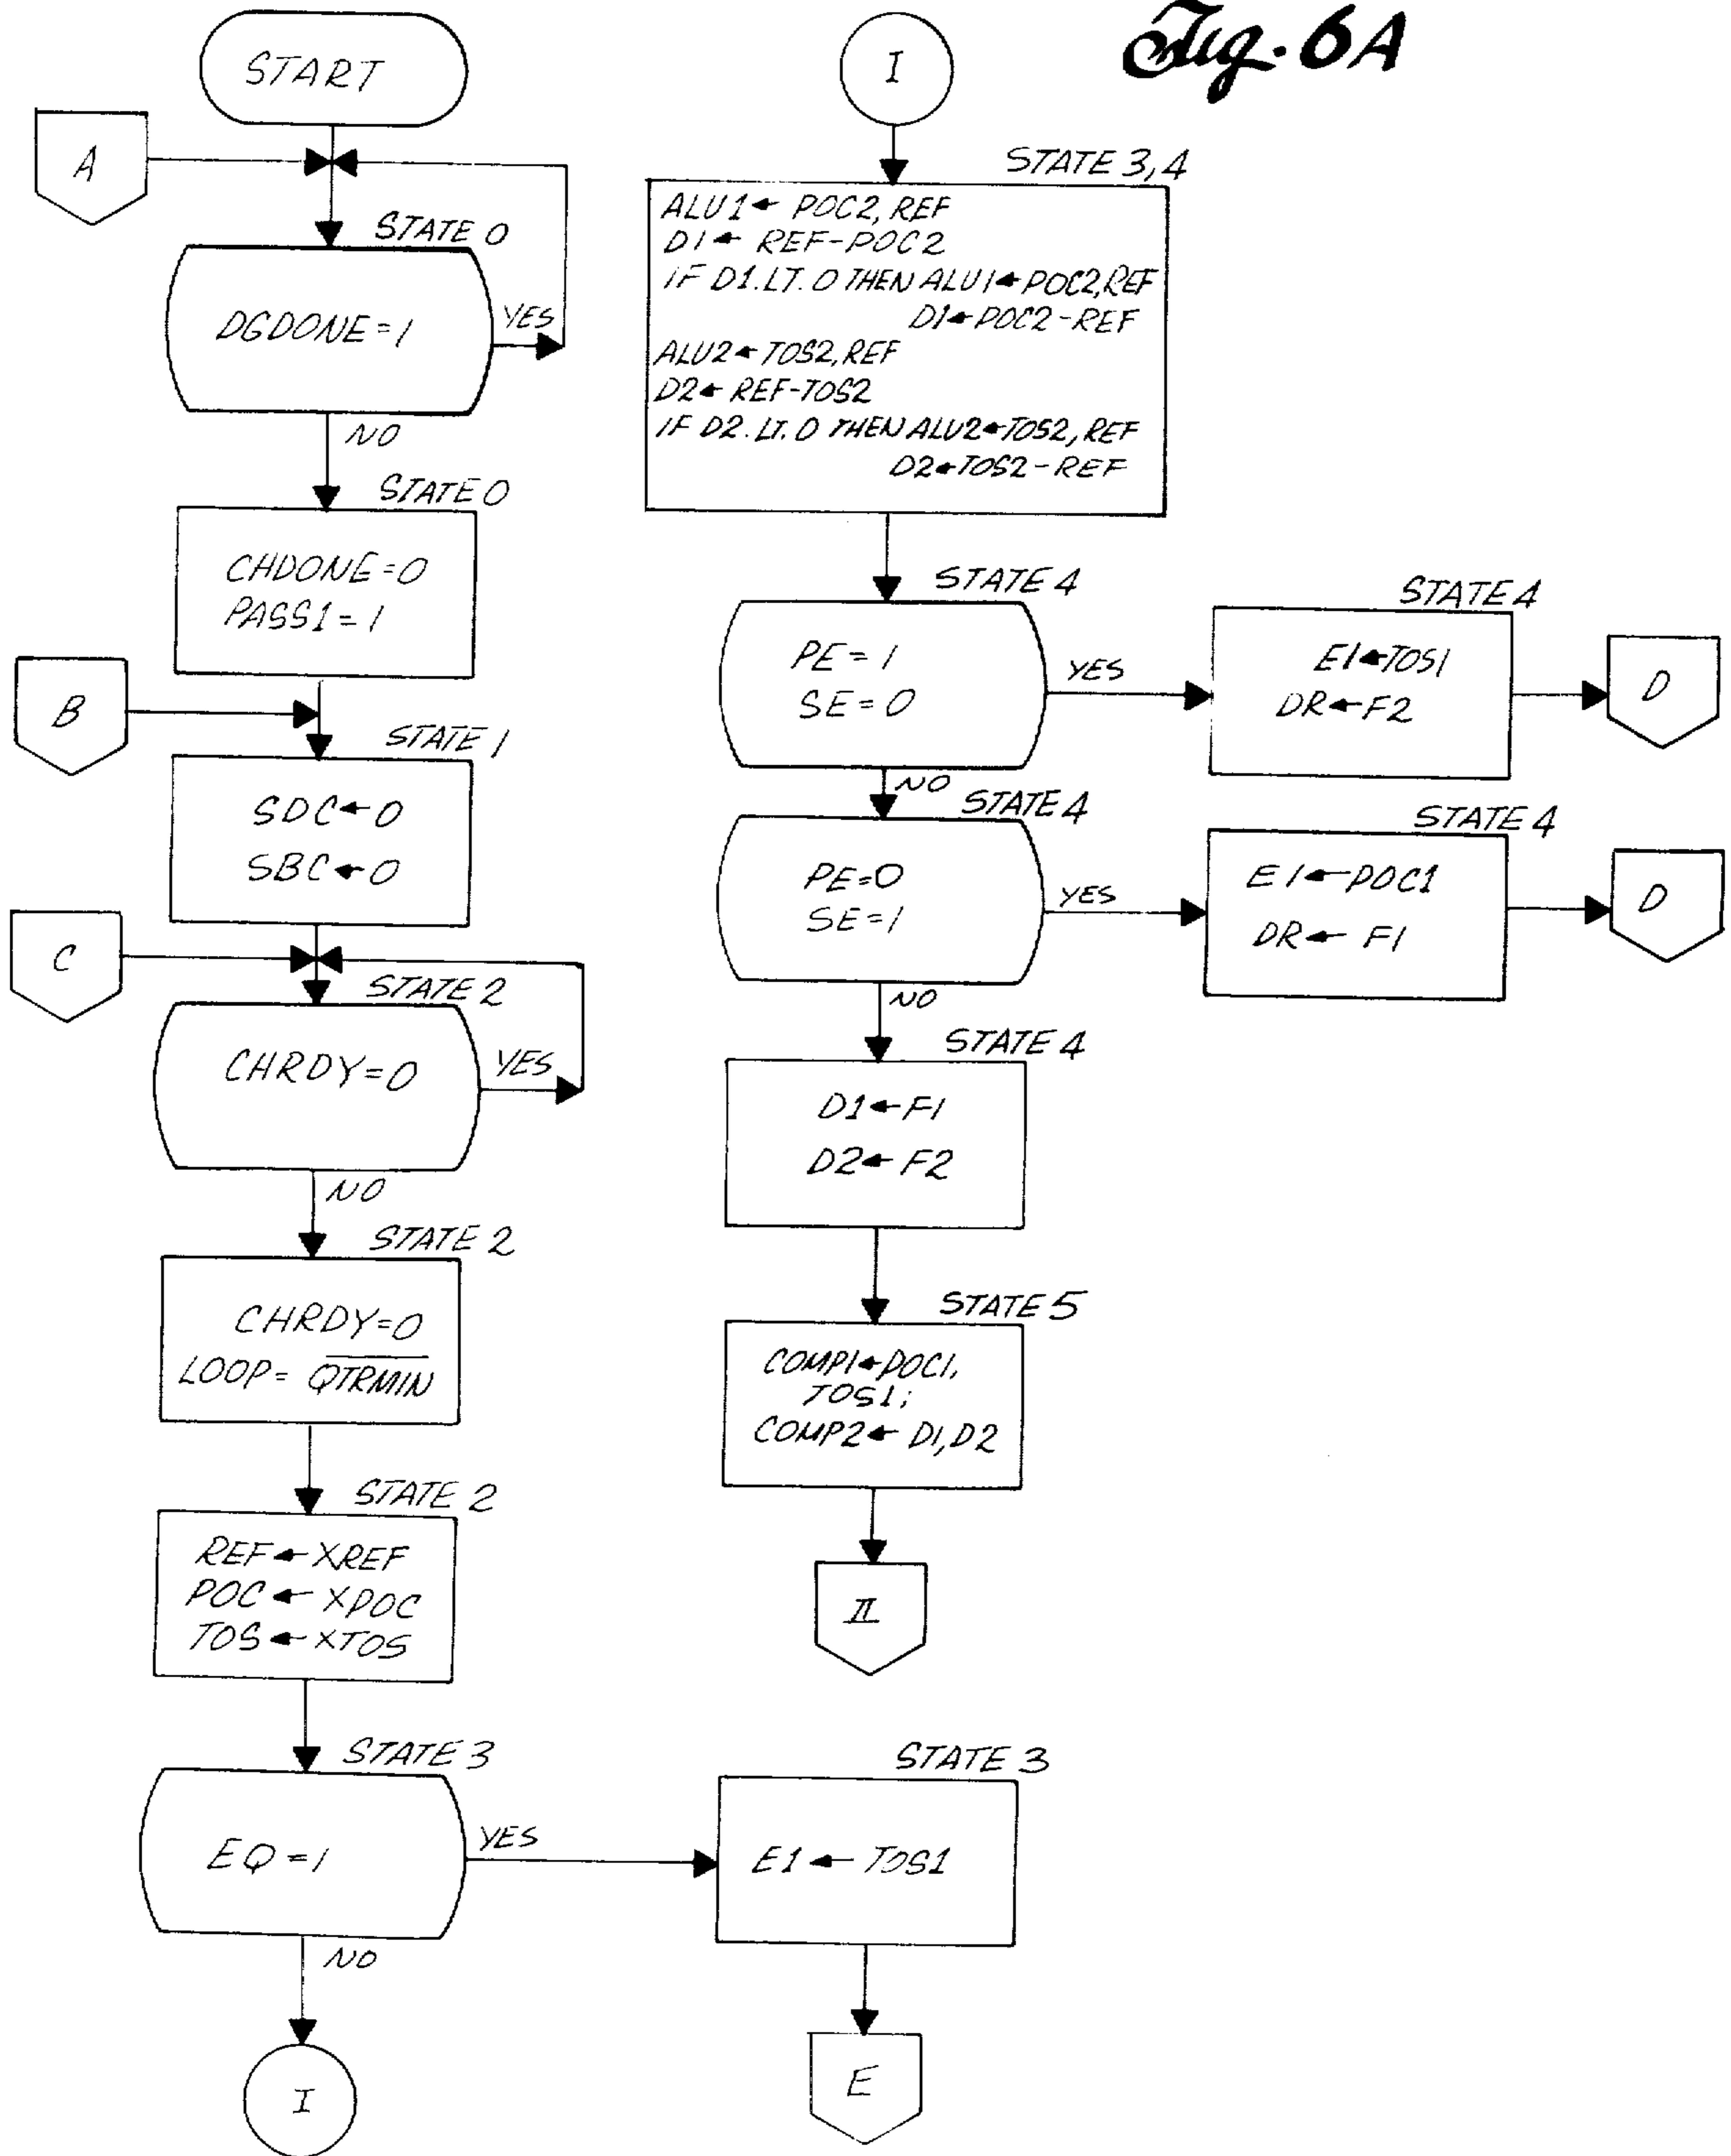 Fig. 6A
START
A
STATE 0
DGDONE=1
YES
NO
STATE 0
CHDONE=0
PASS1=1
B
STATE 1
SDC←0
SBC←0
C
STATE 2
CHRDY=0
YES
NO
STATE 2
CHRDY=0
LOOP= Q̅T̅R̅M̅I̅N̅
STATE 2
REF←XREF
POC←XPOC
TOS←XTOS
STATE 3
EQ=1
YES
NO
I
STATE 3
E1←TOS1
E
I
STATE 3,4
ALU1← POC2, REF
D1← REF-POC2
IF D1.LT.0 THEN ALU1←POC2,REF
D1←POC2-REF
ALU2←TOS2,REF
D2← REF-TOS2
IF D2.LT.0 THEN ALU2←TOS2,REF
D2←TOS2-REF
STATE 4
PE=1
SE=0
YES
NO
STATE 4
E1←TOS1
DR←F2
D
STATE 4
PE=0
SE=1
YES
NO
STATE 4
E1←POC1
DR←F1
D
STATE 4
D1←F1
D2←F2
STATE 5
COMP1←POC1,
TOS1;
COMP2←D1,D2
II